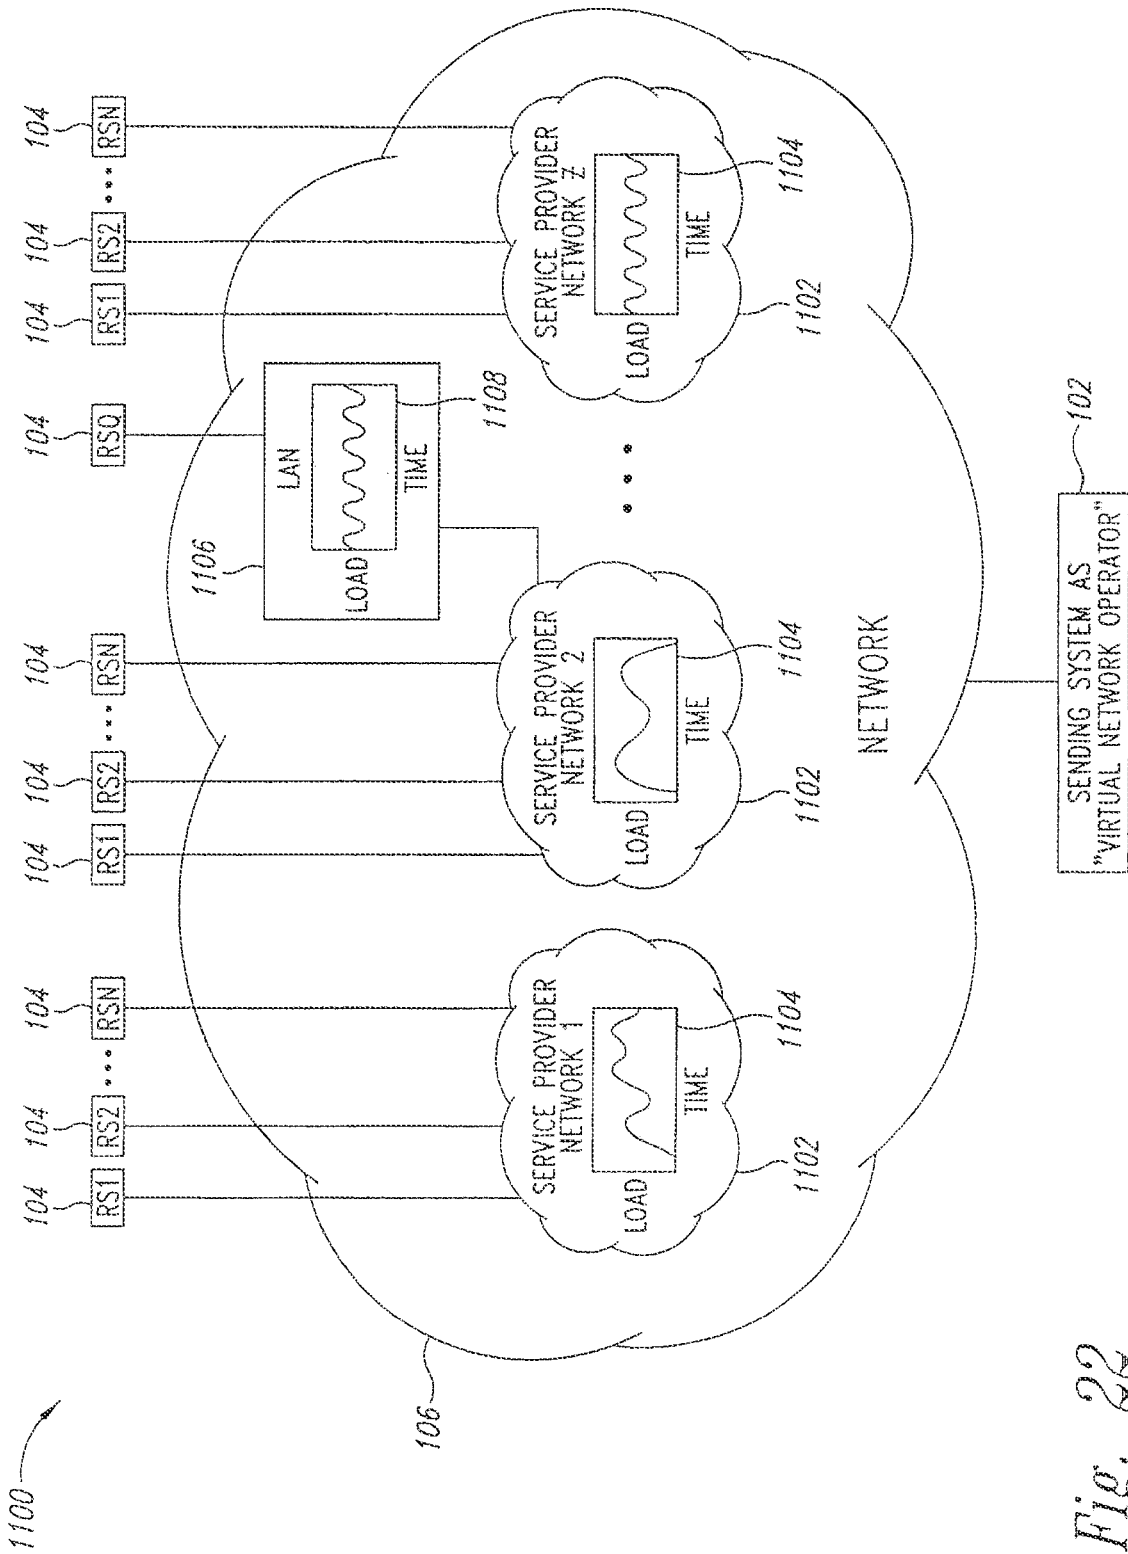 1100
104 104 104 104 104 104 104 104 104 104
RS1 RS2 ••• RSN RS1 RS2 ••• RSN RSQ RS1 RS2 ••• RSN
1106
LAN
LOAD
TIME
1108
106
SERVICE PROVIDER
NETWORK 1
LOAD
TIME
1102
1104
SERVICE PROVIDER
NETWORK 2
LOAD
TIME
1102
1104
•••
SERVICE PROVIDER
NETWORK Z
LOAD
TIME
1102
1104
NETWORK
102
SENDING SYSTEM AS
"VIRTUAL NETWORK OPERATOR"
Fig. 22